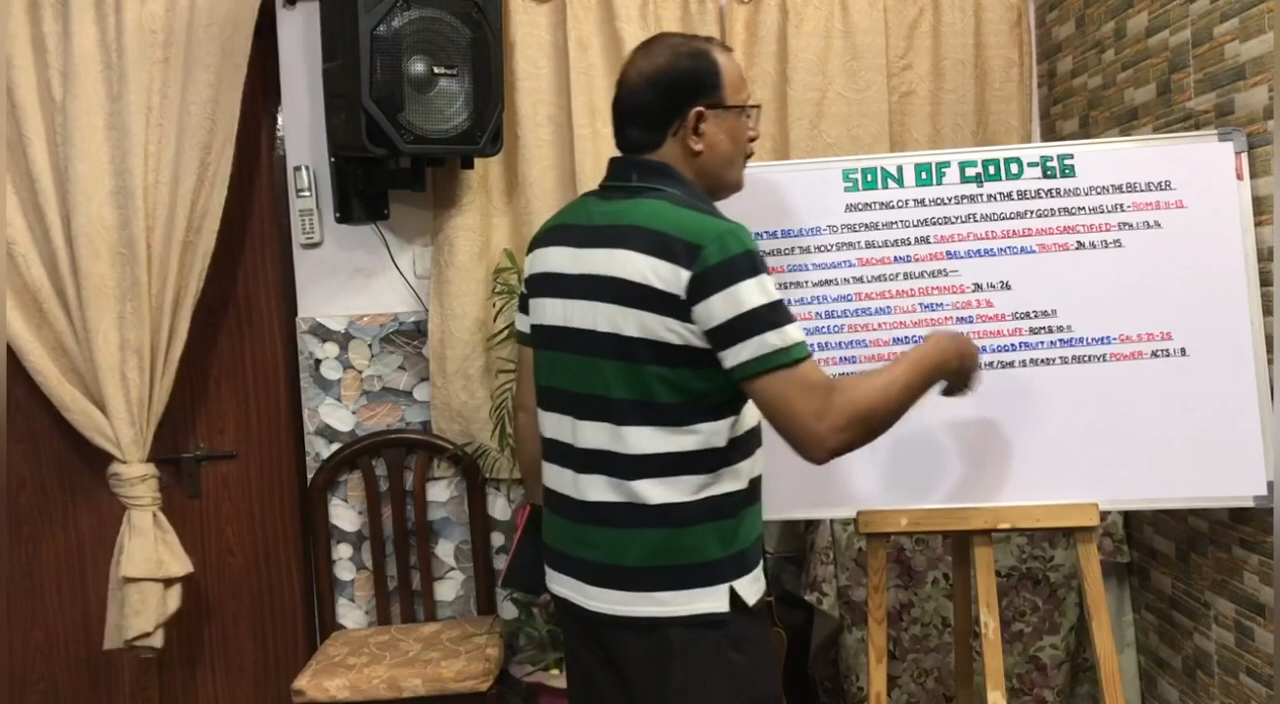 SON OF GOD-66
ANOINTING OF THE HOLY SPIRIT IN THE BELIEVER AND UPON THE BELIEVER
IN THE BELIEVER-TO PREPARE HIM TO LIVE GODLY LIFE AND GLORIFY GOD FROM HIS LIFE-ROM.8:11-13
POWER OF THE HOLY SPIRIT, BELIEVERS ARE SAVED, FILLED, SEALED AND SANCTIFIED-EPH.1:13,14
GOD'S THOUGHTS, TEACHES AND GUIDES BELIEVERS INTO ALL TRUTHS-JN.16:13-15
SPIRIT WORKS IN THE LIVES OF BELIEVERS-
A HELPER WHO TEACHES AND REMINDS-JN.14:26
IN BELIEVERS AND FILLS THEM-1COR.3:16
OF REVELATION, WISDOM AND POWER-1COR.2:10,11
BELIEVERS NEW AND ETERNAL LIFE-ROM.8:10-11
AND ENABLES GOOD FRUIT IN THEIR LIVES-GAL.5:22-25
HE/SHE IS READY TO RECEIVE POWER-ACTS.1:8